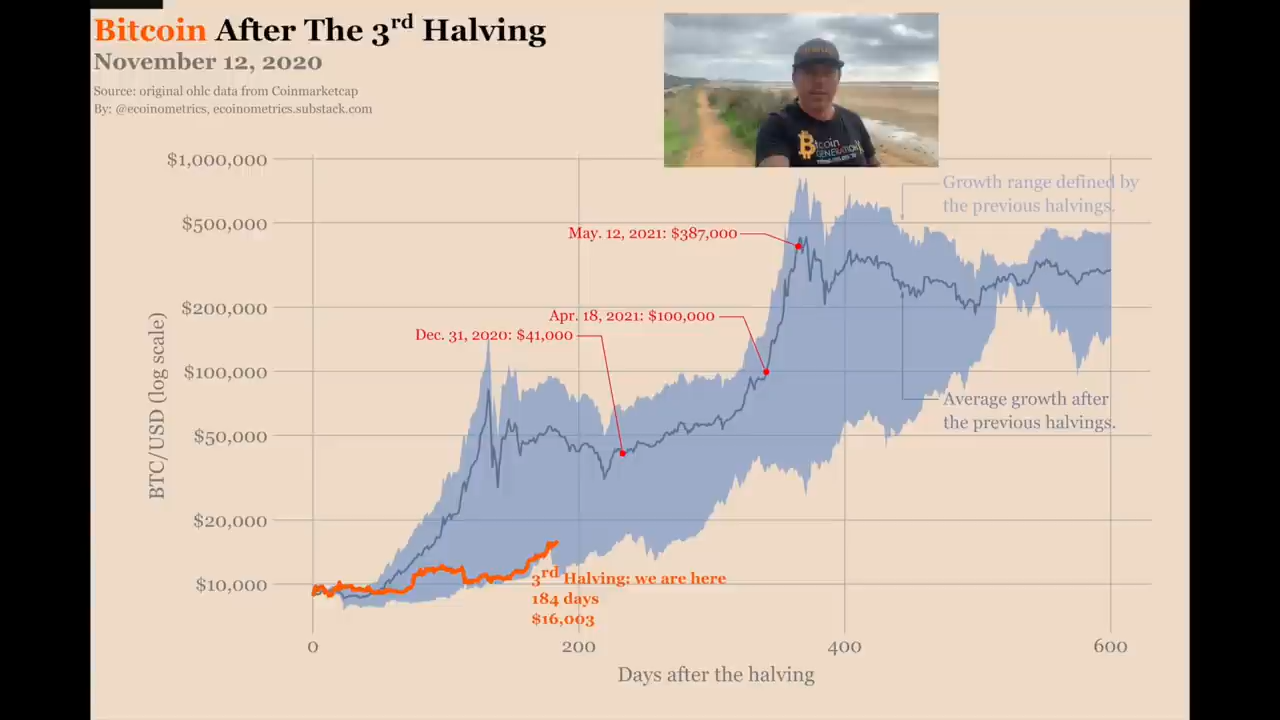 Bitcoin After The 3rd Halving
November 12, 2020
Source: original ohlc data from Coinmarketcap
By: @ecoinometrics, ecoinometrics.substack.com
Bitcoin
GENERATION
$1,000,000
Growth range defined by
the previous halvings.
$500,000
May. 12, 2021: $387,000
$200,000
Apr. 18, 2021: $100,000
Dec. 31, 2020: $41,000
$100,000
Average growth after
the previous halvings.
$50,000
BTC/USD (log scale)
$20,000
$10,000
3rd Halving: we are here
184 days
$16,003
0
200
400
600
Days after the halving